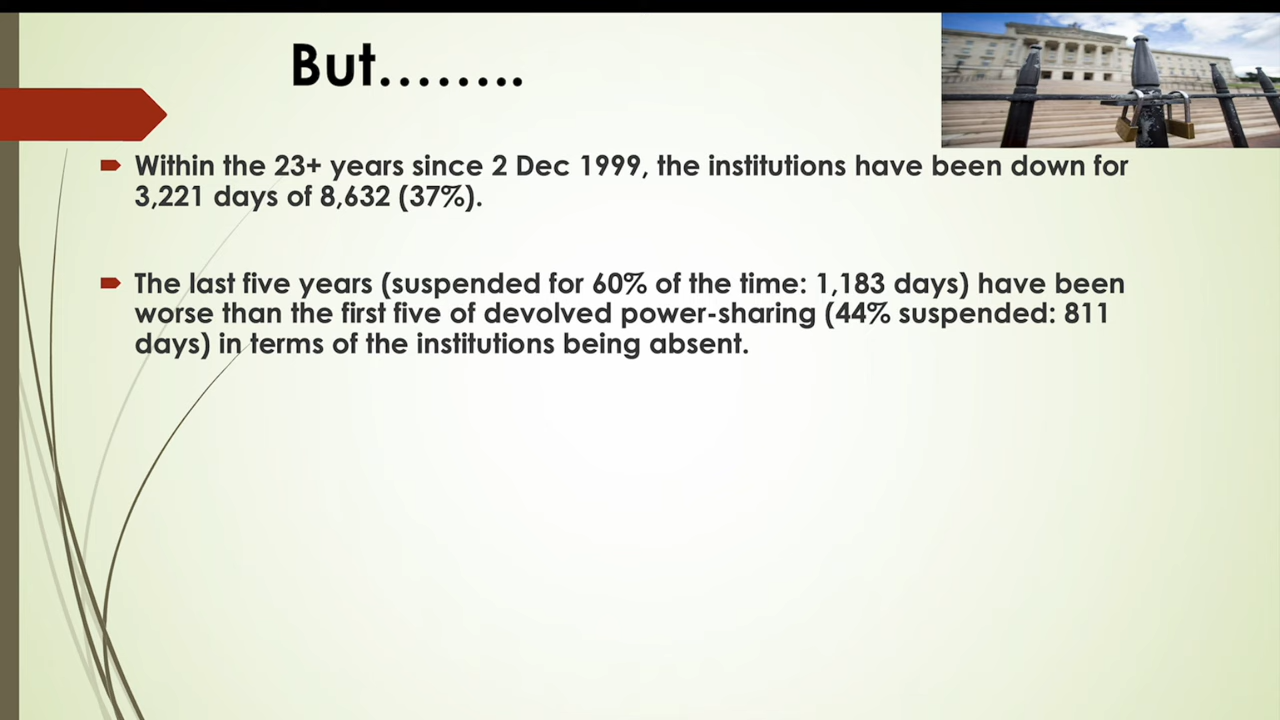 But........
Within the 23+ years since 2 Dec 1999, the institutions have been down for
3,221 days of 8,632 (37%).
The last five years (suspended for 60% of the time: 1,183 days) have been
worse than the first five of devolved power-sharing (44% suspended: 811
days) in terms of the institutions being absent.